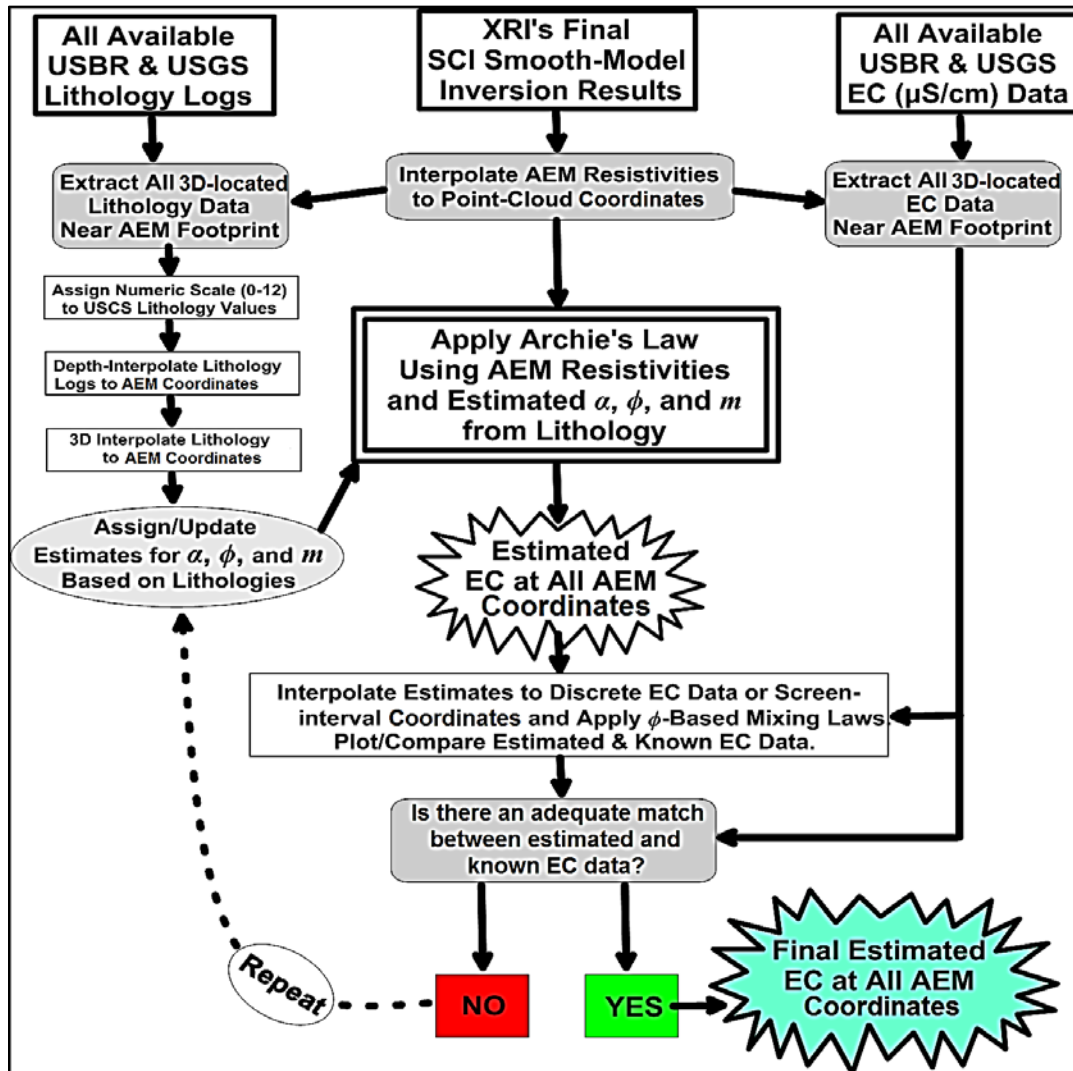 All Available
USBR & USGS
Lithology Logs
XRI's Final
SCI Smooth-Model
Inversion Results
All Available
USBR & USGS
EC (µS/cm) Data
Extract All 3D-located
Lithology Data
Near AEM Footprint
Interpolate AEM Resistivities
to Point-Cloud Coordinates
Extract All 3D-located
EC Data
Near AEM Footprint
Assign Numeric Scale (0-12)
to USCS Lithology Values
Depth-Interpolate Lithology
Logs to AEM Coordinates
3D Interpolate Lithology
to AEM Coordinates
Assign/Update
Estimates for α, ϕ, and m
Based on Lithologies
Apply Archie's Law
Using AEM Resistivities
and Estimated α, ϕ, and m
from Lithology
Estimated
EC at All AEM
Coordinates
Interpolate Estimates to Discrete EC Data or Screen-
interval Coordinates and Apply ϕ-Based Mixing Laws.
Plot/Compare Estimated & Known EC Data.
Is there an adequate match
between estimated and
known EC data?
Repeat
NO
YES
Final Estimated
EC at All AEM
Coordinates